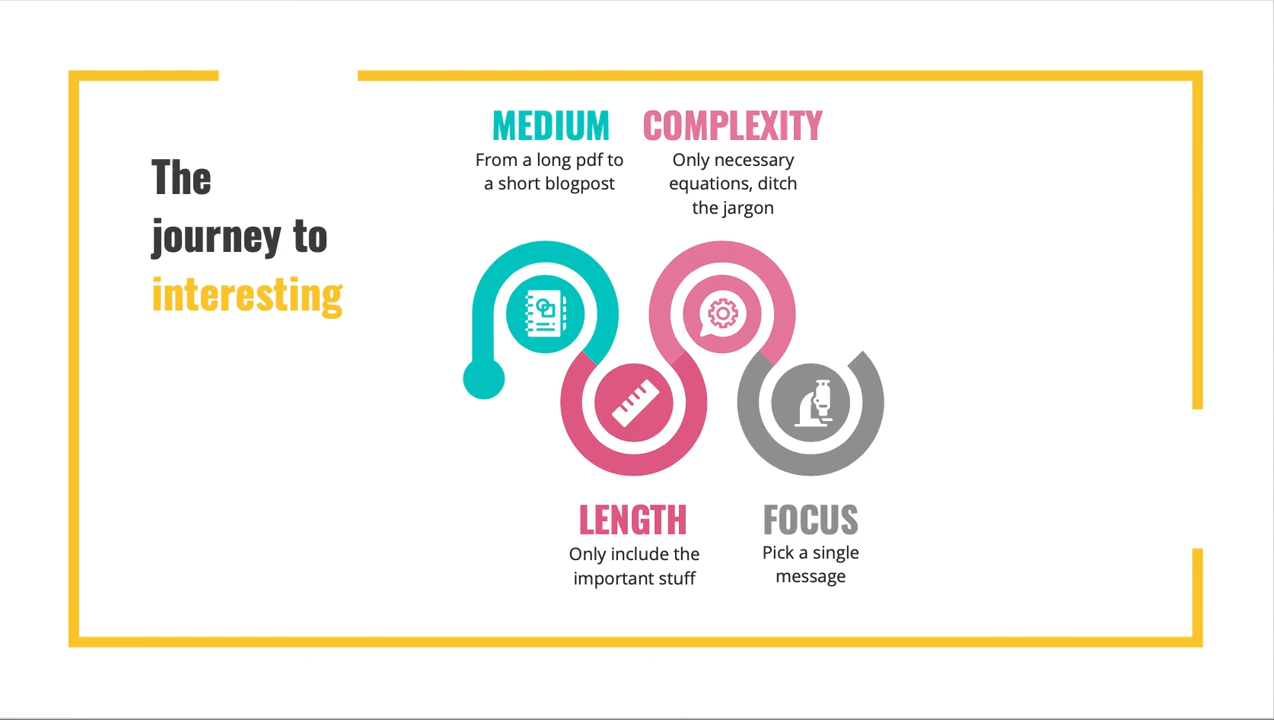 The
journey to
interesting
MEDIUM
From a long pdf to
a short blogpost
COMPLEXITY
Only necessary
equations, ditch
the jargon
LENGTH
Only include the
important stuff
FOCUS
Pick a single
message